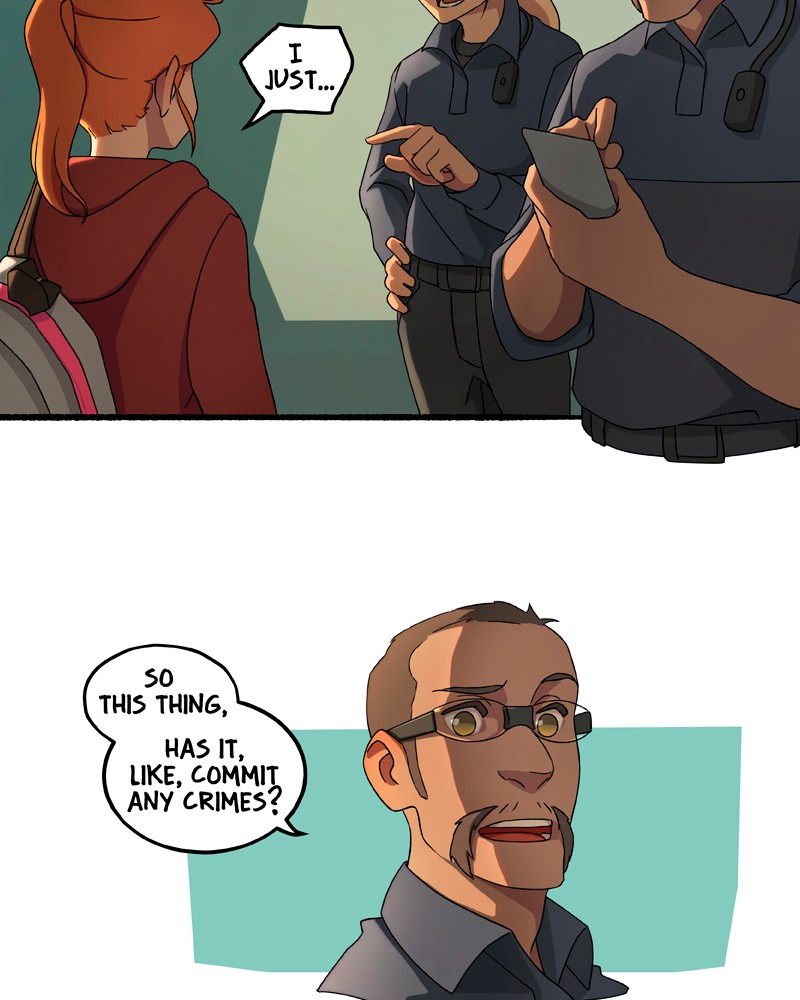 I
JUST...
SO
THIS THING,
HAS IT,
LIKE, COMMIT
ANY CRIMES?